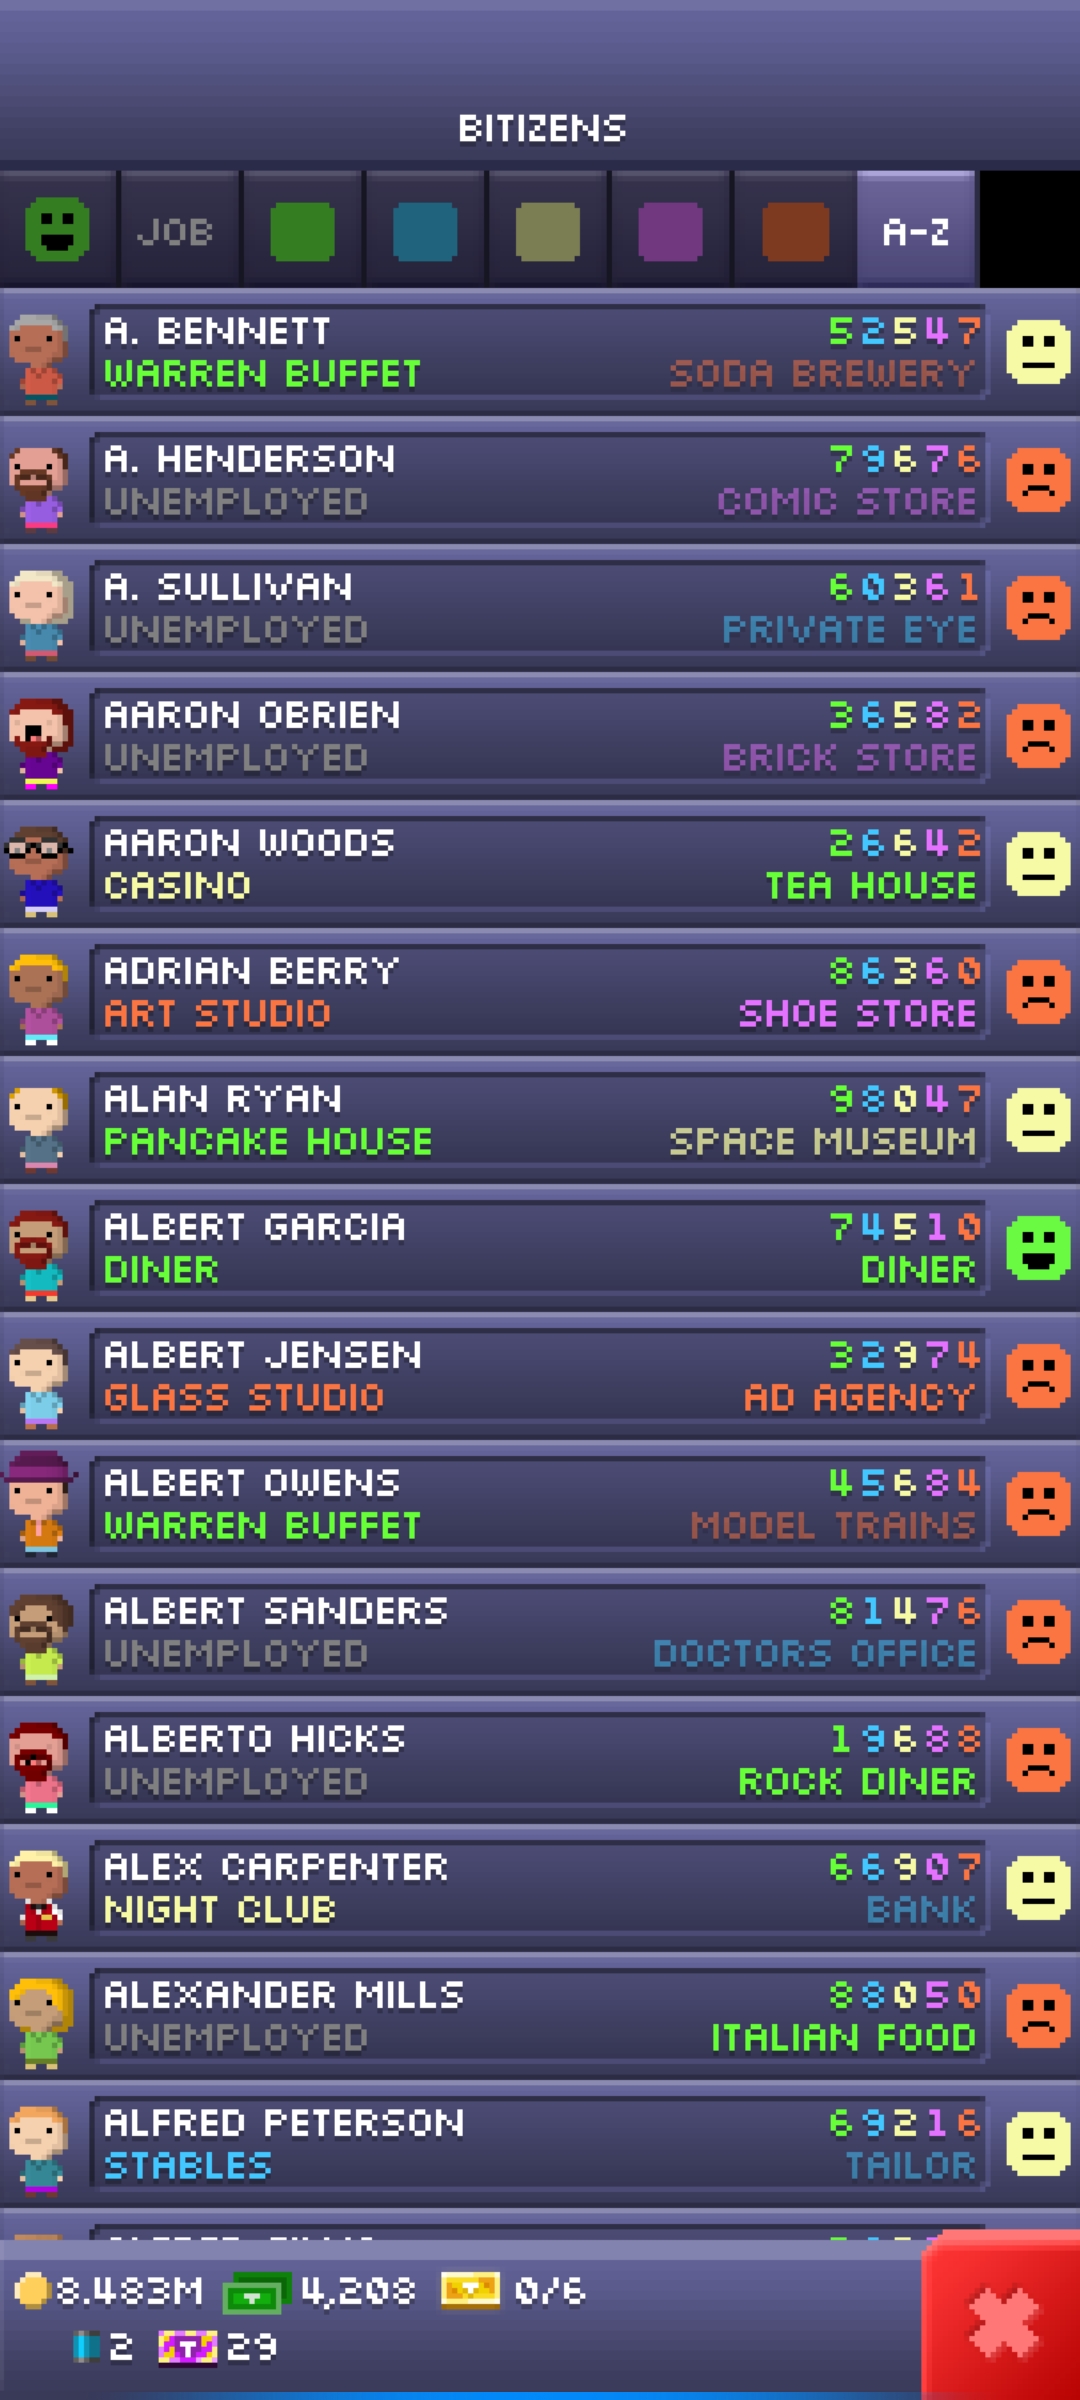 BITIZENS
JOB A-Z
A. BENNETT 52547
WARREN BUFFET SODA BREWERY
A. HENDERSON 79676
UNEMPLOYED COMIC STORE
A. SULLIVAN 60361
UNEMPLOYED PRIVATE EYE
AARON OBRIEN 36582
UNEMPLOYED BRICK STORE
AARON WOODS 26642
CASINO TEA HOUSE
ADRIAN BERRY 86360
ART STUDIO SHOE STORE
ALAN RYAN 98047
PANCAKE HOUSE SPACE MUSEUM
ALBERT GARCIA 74510
DINER DINER
ALBERT JENSEN 32974
GLASS STUDIO AD AGENCY
ALBERT OWENS 45684
WARREN BUFFET MODEL TRAINS
ALBERT SANDERS 81476
UNEMPLOYED DOCTORS OFFICE
ALBERTO HICKS 19688
UNEMPLOYED ROCK DINER
ALEX CARPENTER 66907
NIGHT CLUB BANK
ALEXANDER MILLS 88050
UNEMPLOYED ITALIAN FOOD
ALFRED PETERSON 69216
STABLES TAILOR
8.483M 4,208 0/6
2 29